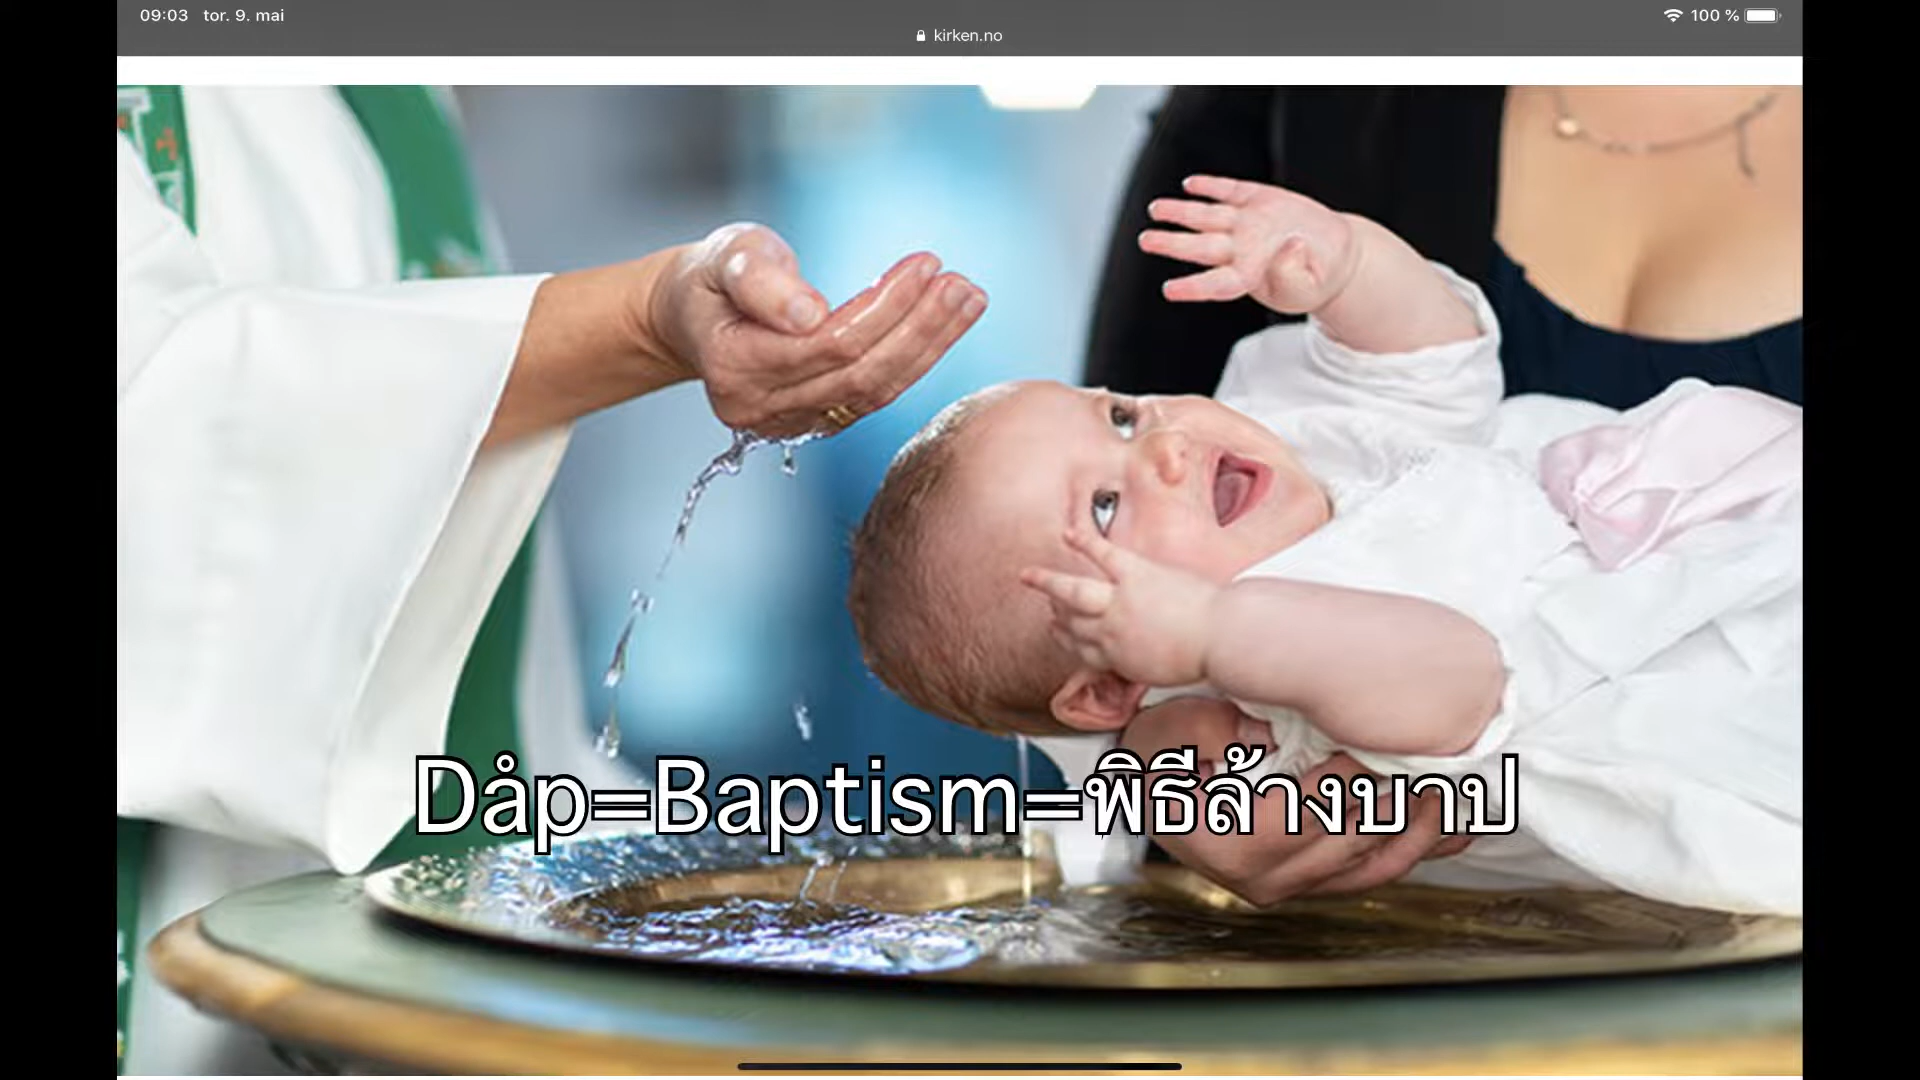 09:03 tor. 9. mai
100 %
kirken.no
Dåp=Baptism=พิธีล้างบาป